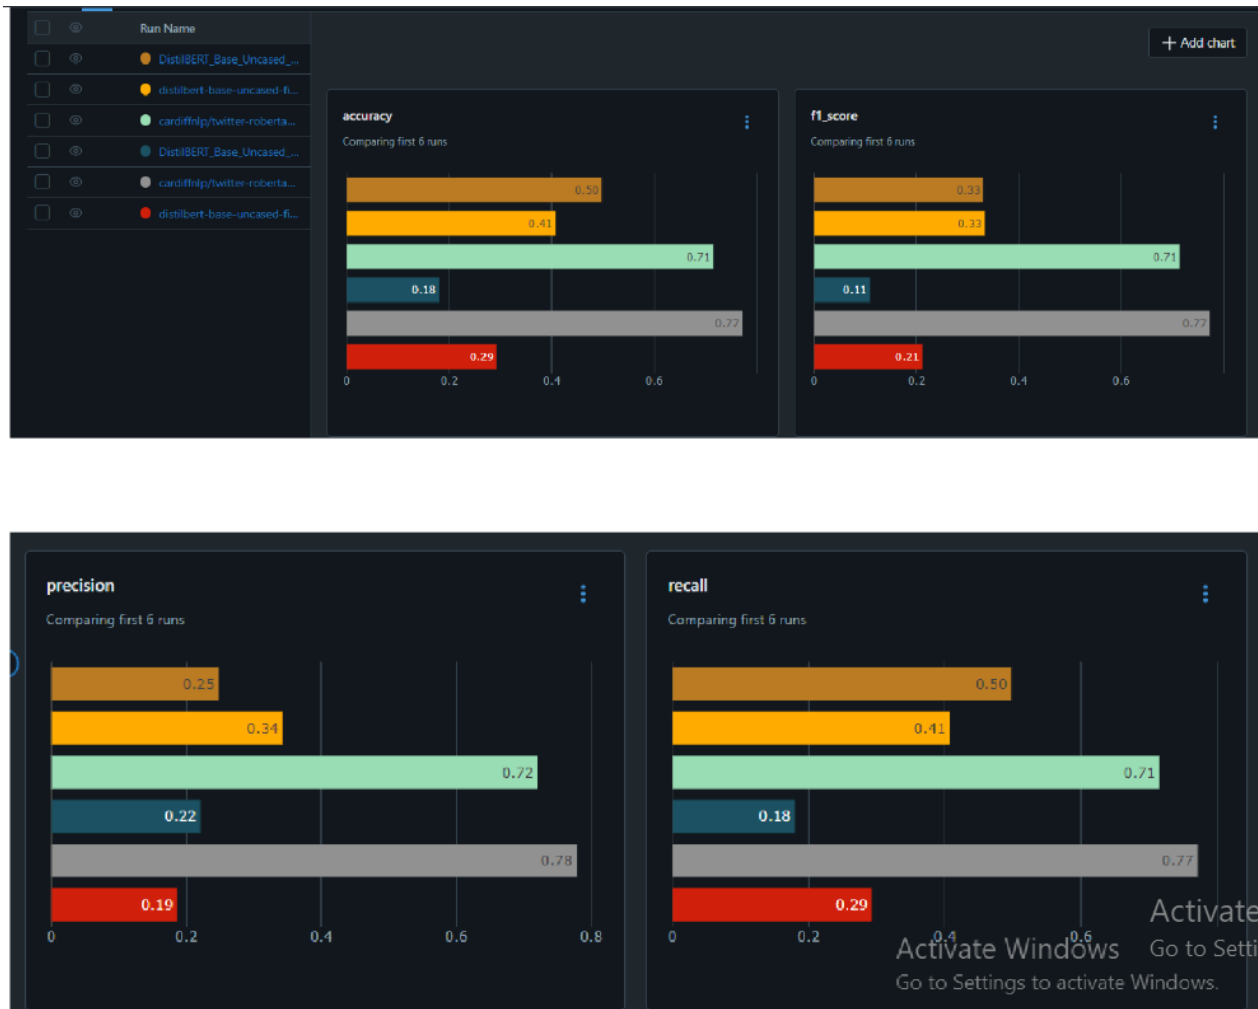 Run Name
+ Add chart
DistilBERT_Base_Uncased_...
distilbert-base-uncased-fi...
cardiffnlp/twitter-roberta...
DistilBERT_Base_Uncased_...
cardiffnlp/twitter-roberta...
distilbert-base-uncased-fi...
accuracy
Comparing first 6 runs
0.50
0.41
0.71
0.18
0.77
0.29
0 0.2 0.4 0.6
f1_score
Comparing first 6 runs
0.33
0.33
0.71
0.11
0.77
0.21
0 0.2 0.4 0.6
precision
Comparing first 6 runs
0.25
0.34
0.72
0.22
0.78
0.19
0 0.2 0.4 0.6 0.8
recall
Comparing first 6 runs
0.50
0.41
0.71
0.18
0.77
0.29
0 0.2 0.4 0.6
Activate Windows
Go to Settings to activate Windows.
Activate
Go to Setti